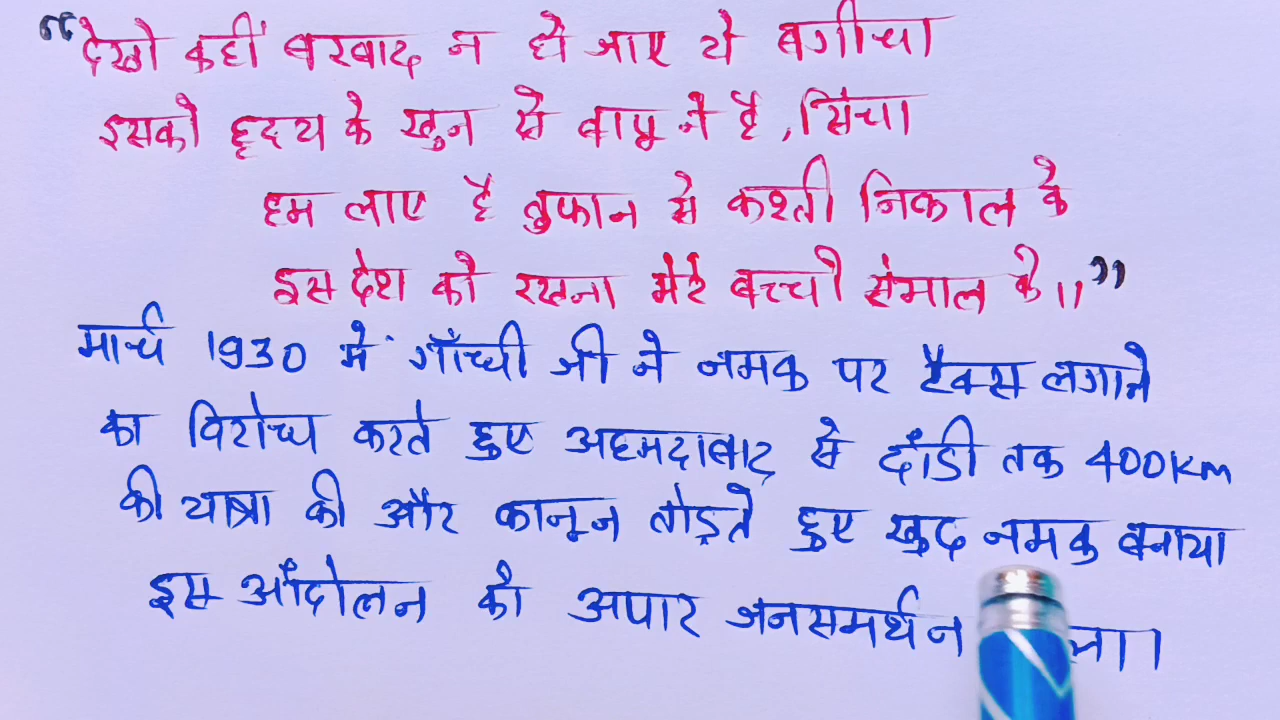 "देखो कहीं बरबाद न हो जाए ये बगीचा
इसको हृदय के खुन से बापू ने है, सिंचा
हम लाए है तुफान से कश्ती निकाल के
इस देश को रखना मेरे बच्चो संभाल के।।"
मार्च 1930 में गाँधी जी ने नमक पर टैक्स लगाने
का विरोध करते हुए अहमदाबाद से दाँडी तक 400km
की यात्रा की और कानून तोड़ते हुए खुद नमक बनाया
इस आँदोलन को अपार जनसमर्थन